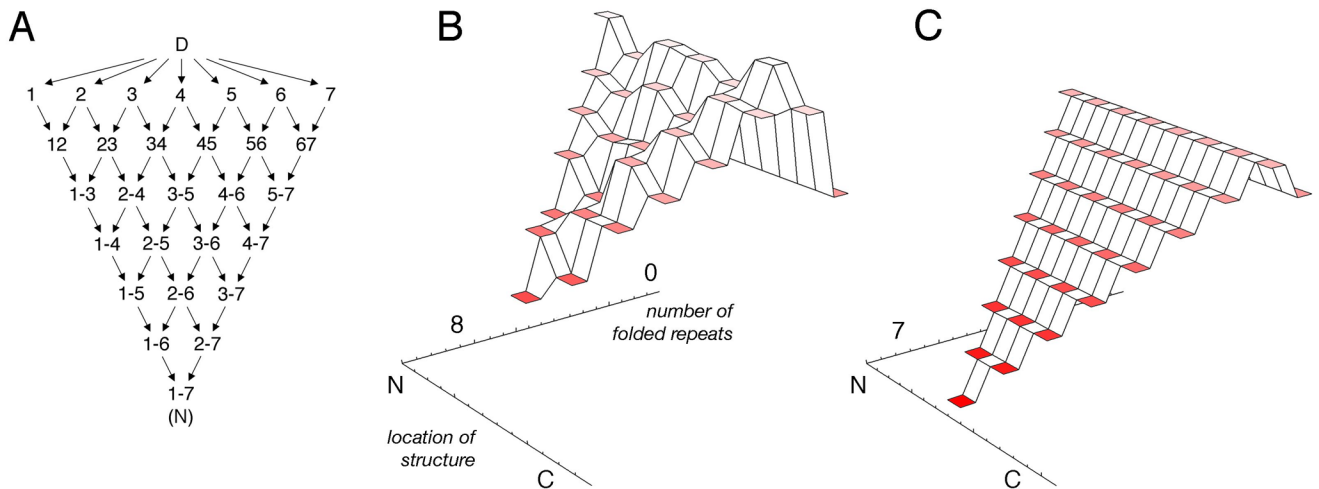 A
B
C
D
1 2 3 4 5 6 7
12 23 34 45 56 67
1-3 2-4 3-5 4-6 5-7
1-4 2-5 3-6 4-7
1-5 2-6 3-7
1-6 2-7
1-7
(N)
0
number of
folded repeats
8
N
location of
structure
C
7
N
C